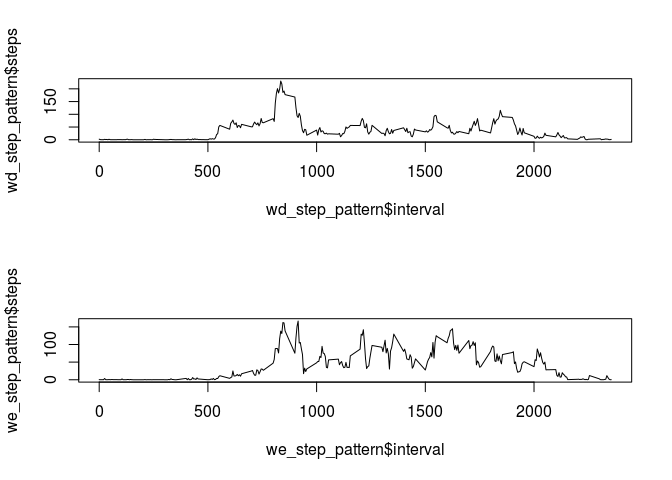 wd_step_pattern$steps
150
0
0 500 1000 1500 2000
wd_step_pattern$interval
we_step_pattern$steps
100
0
0 500 1000 1500 2000
we_step_pattern$interval